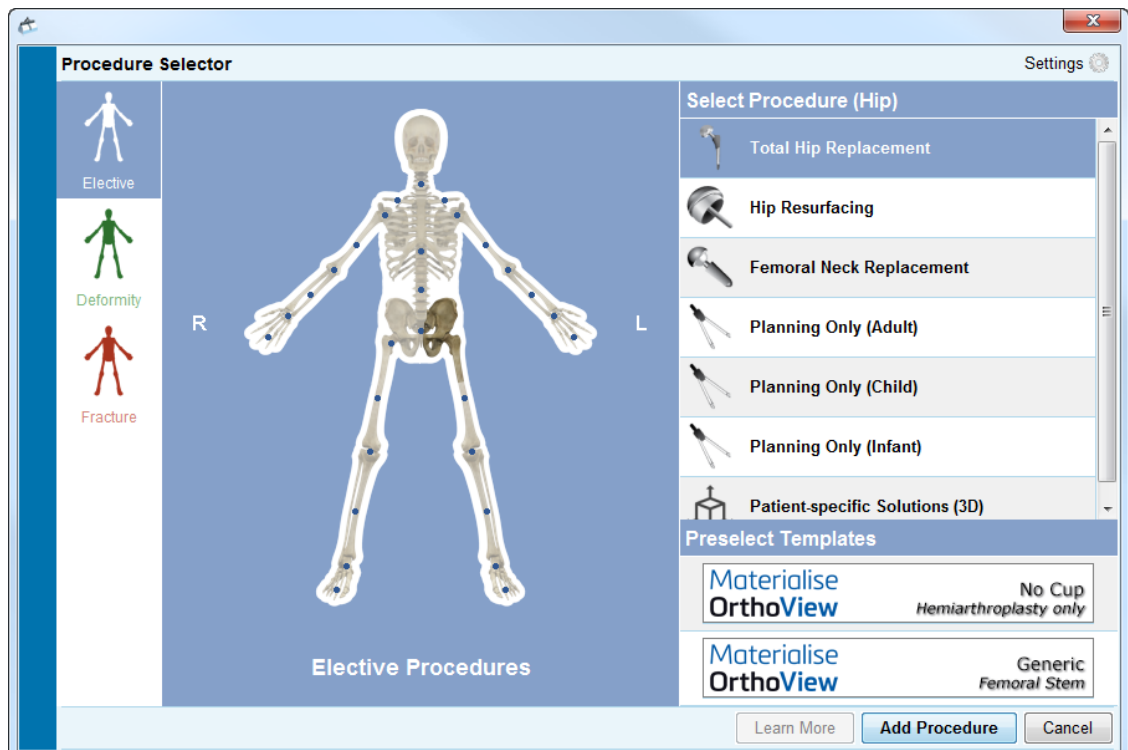 Procedure Selector
Settings
Elective
Deformity
Fracture
R
L
Elective Procedures
Select Procedure (Hip)
Total Hip Replacement
Hip Resurfacing
Femoral Neck Replacement
Planning Only (Adult)
Planning Only (Child)
Planning Only (Infant)
Patient-specific Solutions (3D)
Preselect Templates
Materialise
OrthoView
No Cup
Hemiarthroplasty only
Materialise
OrthoView
Generic
Femoral Stem
Learn More
Add Procedure
Cancel